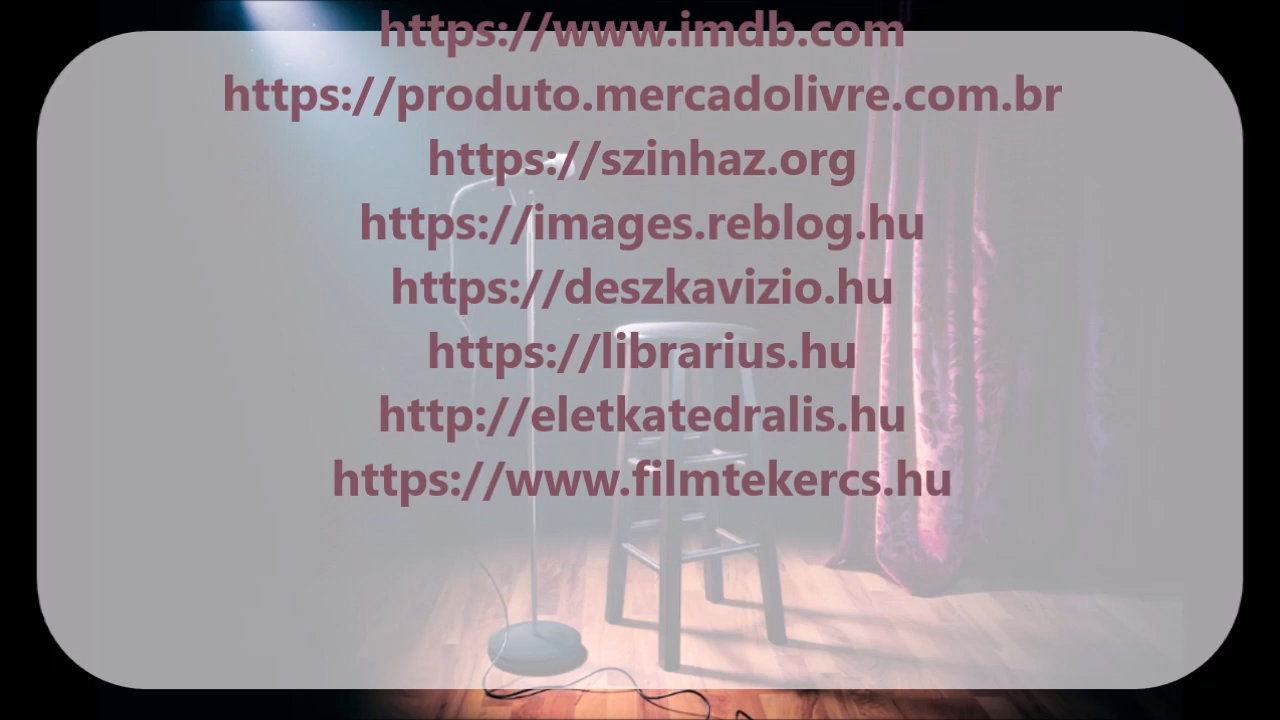 https://www.imdb.com
https://produto.mercadolivre.com.br
https://szinhaz.org
https://images.reblog.hu
https://deszkavizio.hu
https://librarius.hu
http://eletkatedralis.hu
https://www.filmtekercs.hu